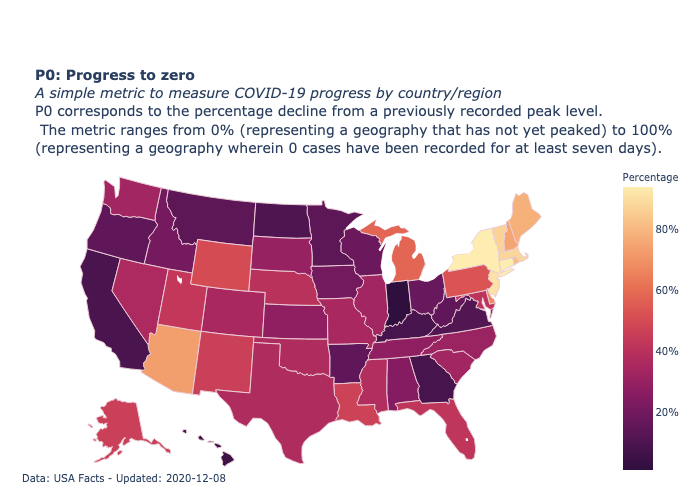 P0: Progress to zero
A simple metric to measure COVID-19 progress by country/region
P0 corresponds to the percentage decline from a previously recorded peak level.
The metric ranges from 0% (representing a geography that has not yet peaked) to 100%
(representing a geography wherein 0 cases have been recorded for at least seven days).
Percentage
80%
60%
40%
20%
Data: USA Facts - Updated: 2020-12-08